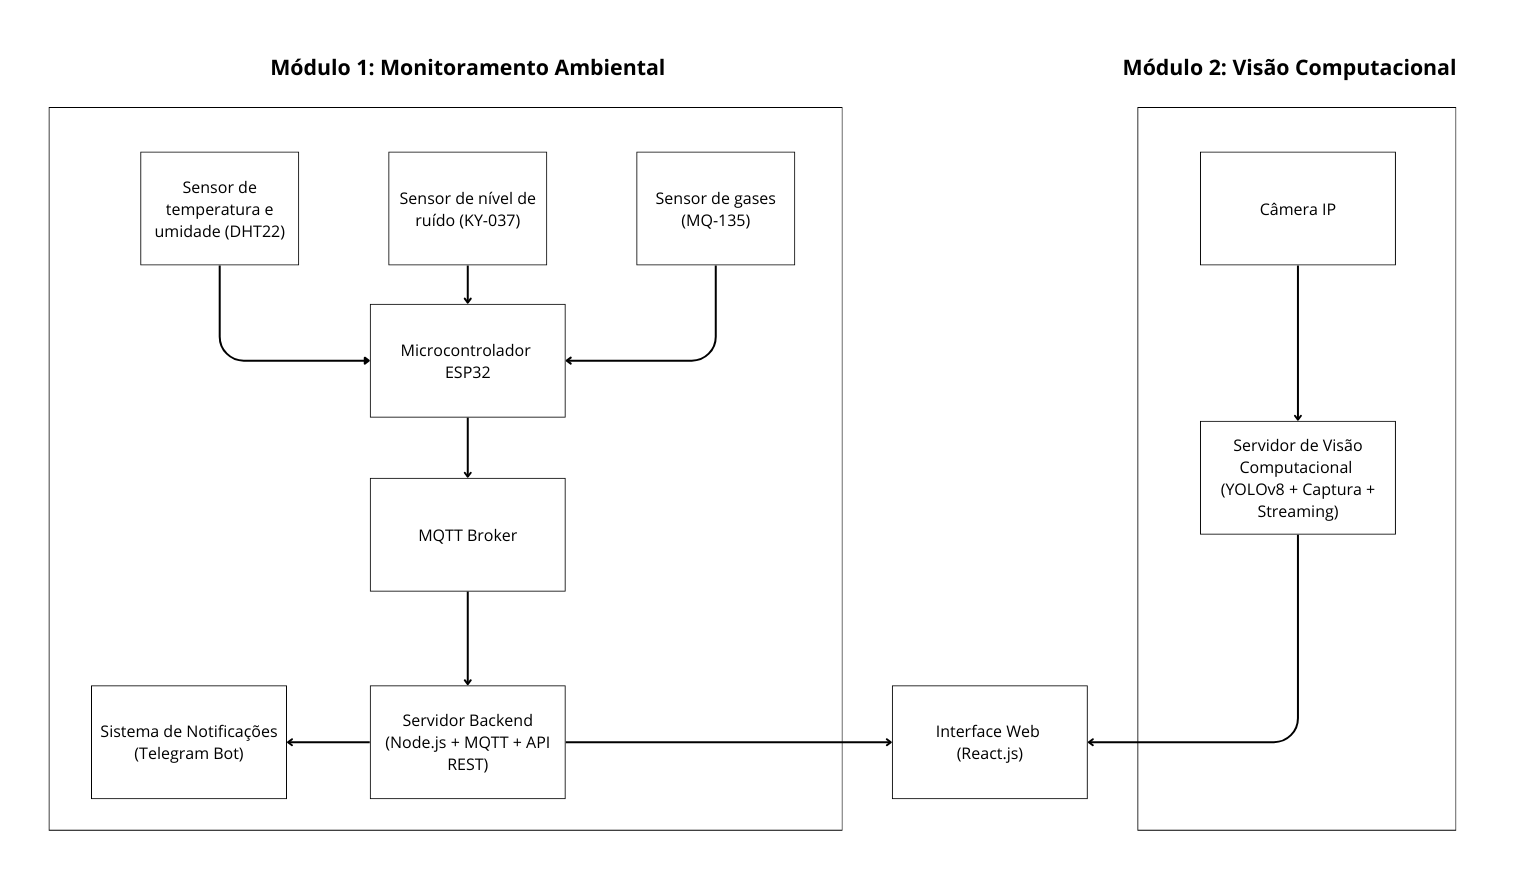 Módulo 1: Monitoramento Ambiental
Módulo 2: Visão Computacional
Sensor de
temperatura e
umidade (DHT22)
Sensor de nível de
ruído (KY-037)
Sensor de gases
(MQ-135)
Câmera IP
Microcontrolador
ESP32
Servidor de Visão
Computacional
(YOLOv8 + Captura +
Streaming)
MQTT Broker
Sistema de Notificações
(Telegram Bot)
Servidor Backend
(Node.js + MQTT + API
REST)
Interface Web
(React.js)